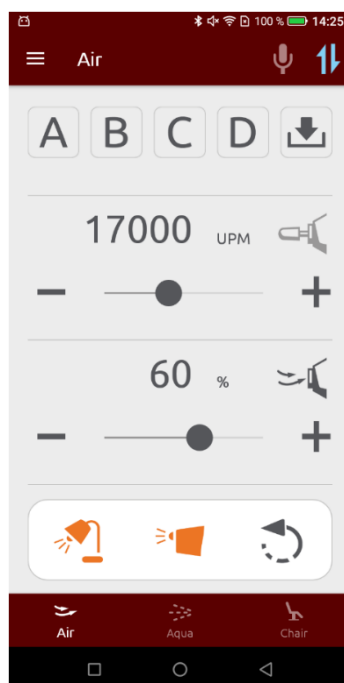 100 % 14:25
Air
A B C D
17000 UPM
60 %
Air Aqua Chair